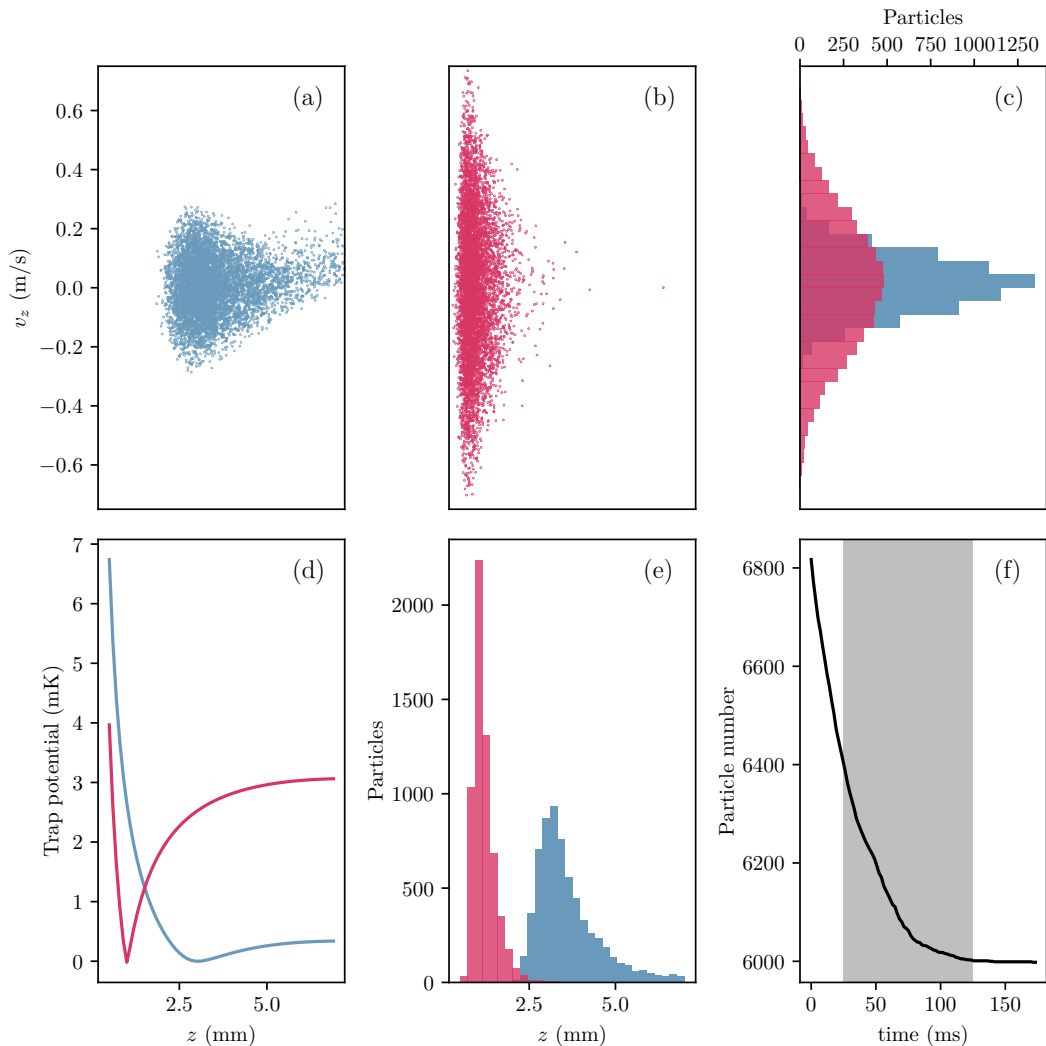 Particles
0 250 500 750 1000 1250
(a) (b) (c)
0.6
0.4
0.2
0.0
−0.2
−0.4
−0.6
v_z (m/s)
(d) (e) (f)
7
6
5
4
3
2
1
0
Trap potential (mK)
2.5 5.0
z (mm)
2000
1500
1000
500
0
Particles
2.5 5.0
z (mm)
6800
6600
6400
6200
6000
Particle number
0 50 100 150
time (ms)